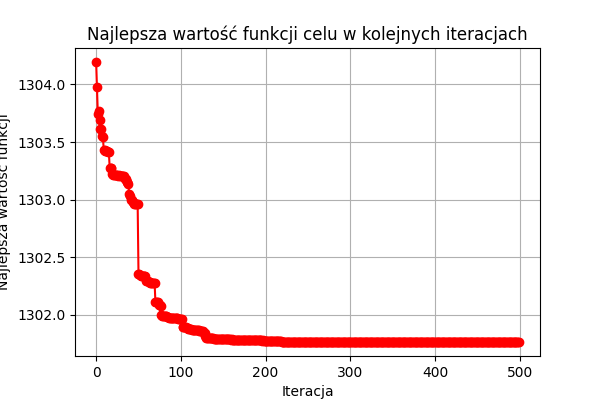 Najlepsza wartość funkcji celu w kolejnych iteracjach
Najlepsza wartość funkcji
1304.0
1303.5
1303.0
1302.5
1302.0
0 100 200 300 400 500
Iteracja